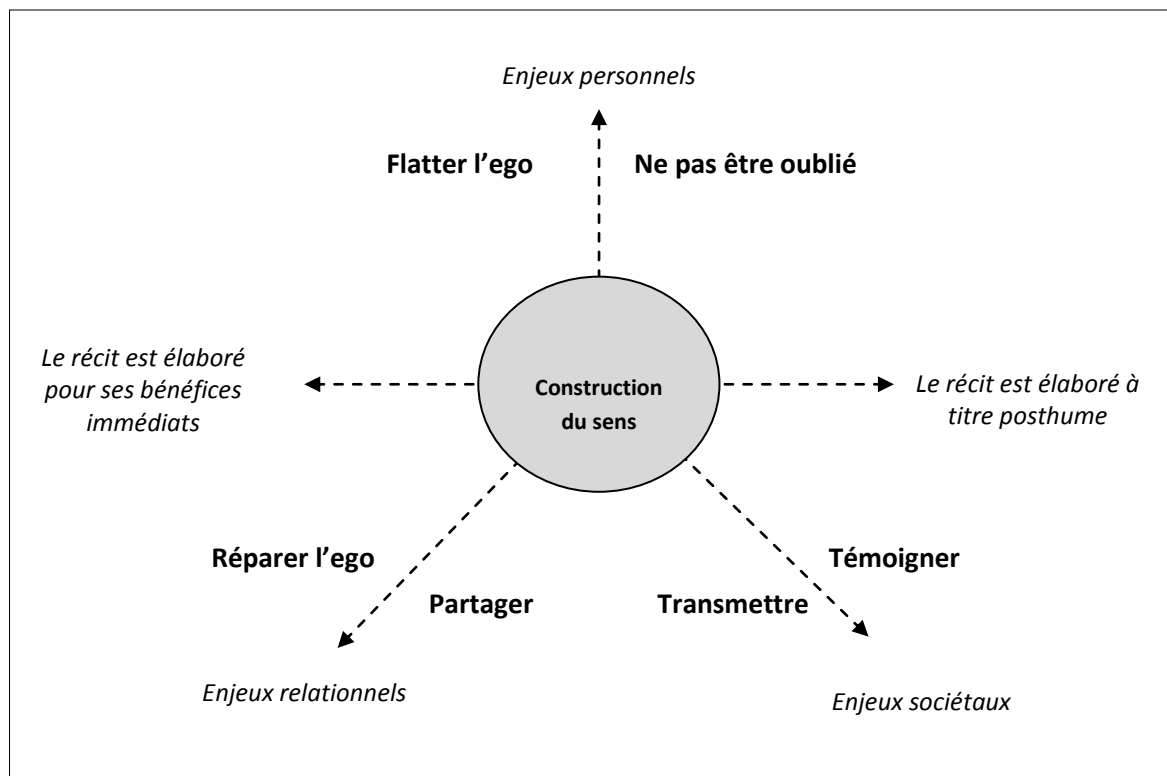 Enjeux personnels
Flatter l’ego
Ne pas être oublié
Le récit est élaboré
pour ses bénéfices
immédiats
Construction
du sens
Le récit est élaboré à
titre posthume
Réparer l’ego
Témoigner
Partager
Transmettre
Enjeux relationnels
Enjeux sociétaux